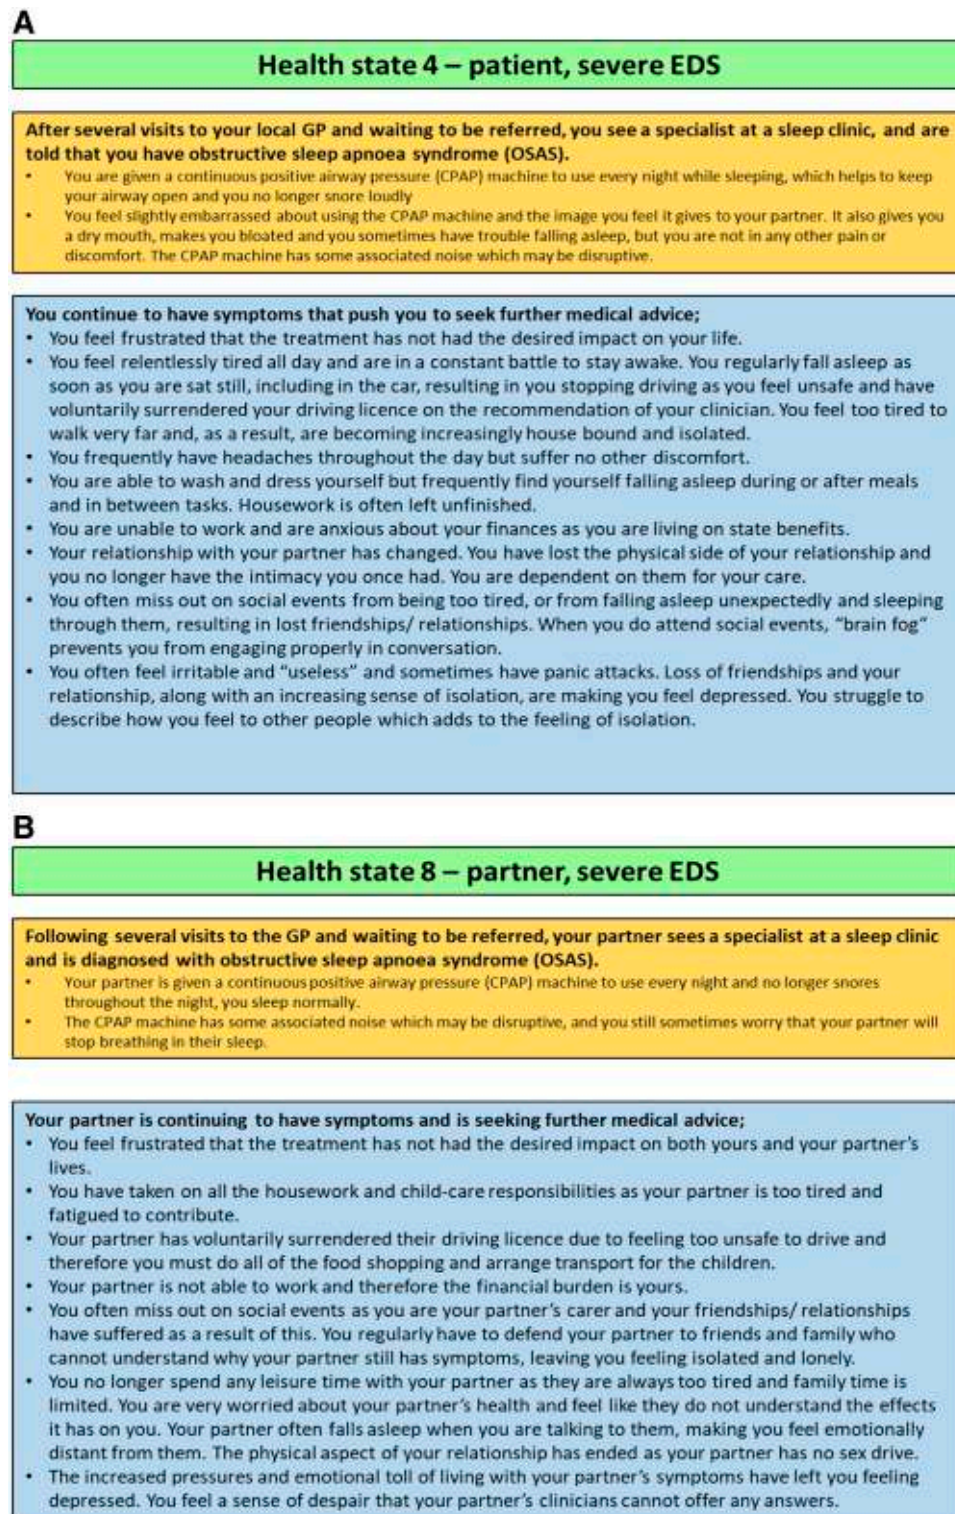 A
Health state 4 – patient, severe EDS
After several visits to your local GP and waiting to be referred, you see a specialist at a sleep clinic, and are
told that you have obstructive sleep apnoea syndrome (OSAS).
• You are given a continuous positive airway pressure (CPAP) machine to use every night while sleeping, which helps to keep
your airway open and you no longer snore loudly
• You feel slightly embarrassed about using the CPAP machine and the image you feel it gives to your partner. It also gives you
a dry mouth, makes you bloated and you sometimes have trouble falling asleep, but you are not in any other pain or
discomfort. The CPAP machine has some associated noise which may be disruptive.
You continue to have symptoms that push you to seek further medical advice;
• You feel frustrated that the treatment has not had the desired impact on your life.
• You feel relentlessly tired all day and are in a constant battle to stay awake. You regularly fall asleep as
soon as you are sat still, including in the car, resulting in you stopping driving as you feel unsafe and have
voluntarily surrendered your driving licence on the recommendation of your clinician. You feel too tired to
walk very far and, as a result, are becoming increasingly house bound and isolated.
• You frequently have headaches throughout the day but suffer no other discomfort.
• You are able to wash and dress yourself but frequently find yourself falling asleep during or after meals
and in between tasks. Housework is often left unfinished.
• You are unable to work and are anxious about your finances as you are living on state benefits.
• Your relationship with your partner has changed. You have lost the physical side of your relationship and
you no longer have the intimacy you once had. You are dependent on them for your care.
• You often miss out on social events from being too tired, or from falling asleep unexpectedly and sleeping
through them, resulting in lost friendships/ relationships. When you do attend social events, “brain fog”
prevents you from engaging properly in conversation.
• You often feel irritable and “useless” and sometimes have panic attacks. Loss of friendships and your
relationship, along with an increasing sense of isolation, are making you feel depressed. You struggle to
describe how you feel to other people which adds to the feeling of isolation.
B
Health state 8 – partner, severe EDS
Following several visits to the GP and waiting to be referred, your partner sees a specialist at a sleep clinic
and is diagnosed with obstructive sleep apnoea syndrome (OSAS).
• Your partner is given a continuous positive airway pressure (CPAP) machine to use every night and no longer snores
throughout the night, you sleep normally.
• The CPAP machine has some associated noise which may be disruptive, and you still sometimes worry that your partner will
stop breathing in their sleep.
Your partner is continuing to have symptoms and is seeking further medical advice;
• You feel frustrated that the treatment has not had the desired impact on both yours and your partner’s
lives.
• You have taken on all the housework and child-care responsibilities as your partner is too tired and
fatigued to contribute.
• Your partner has voluntarily surrendered their driving licence due to feeling too unsafe to drive and
therefore you must do all of the food shopping and arrange transport for the children.
• Your partner is not able to work and therefore the financial burden is yours.
• You often miss out on social events as you are your partner’s carer and your friendships/ relationships
have suffered as a result of this. You regularly have to defend your partner to friends and family who
cannot understand why your partner still has symptoms, leaving you feeling isolated and lonely.
• You no longer spend any leisure time with your partner as they are always too tired and family time is
limited. You are very worried about your partner’s health and feel like they do not understand the effects
it has on you. Your partner often falls asleep when you are talking to them, making you feel emotionally
distant from them. The physical aspect of your relationship has ended as your partner has no sex drive.
• The increased pressures and emotional toll of living with your partner’s symptoms have left you feeling
depressed. You feel a sense of despair that your partner’s clinicians cannot offer any answers.